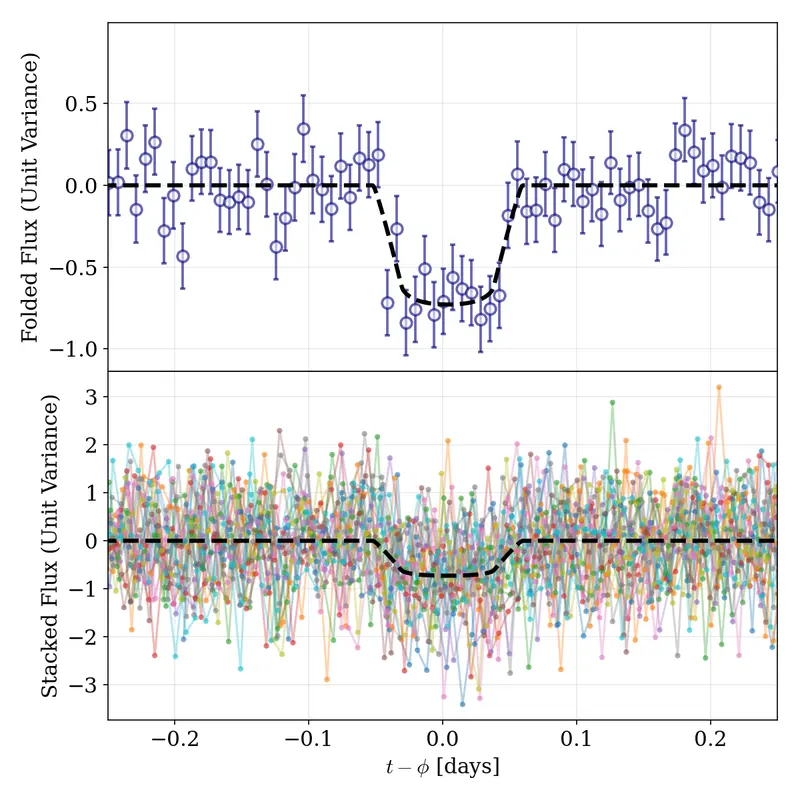 Folded Flux (Unit Variance)
0.5
0.0
−0.5
−1.0
Stacked Flux (Unit Variance)
3
2
1
0
−1
−2
−3
−0.2 −0.1 0.0 0.1 0.2
t − ϕ [days]